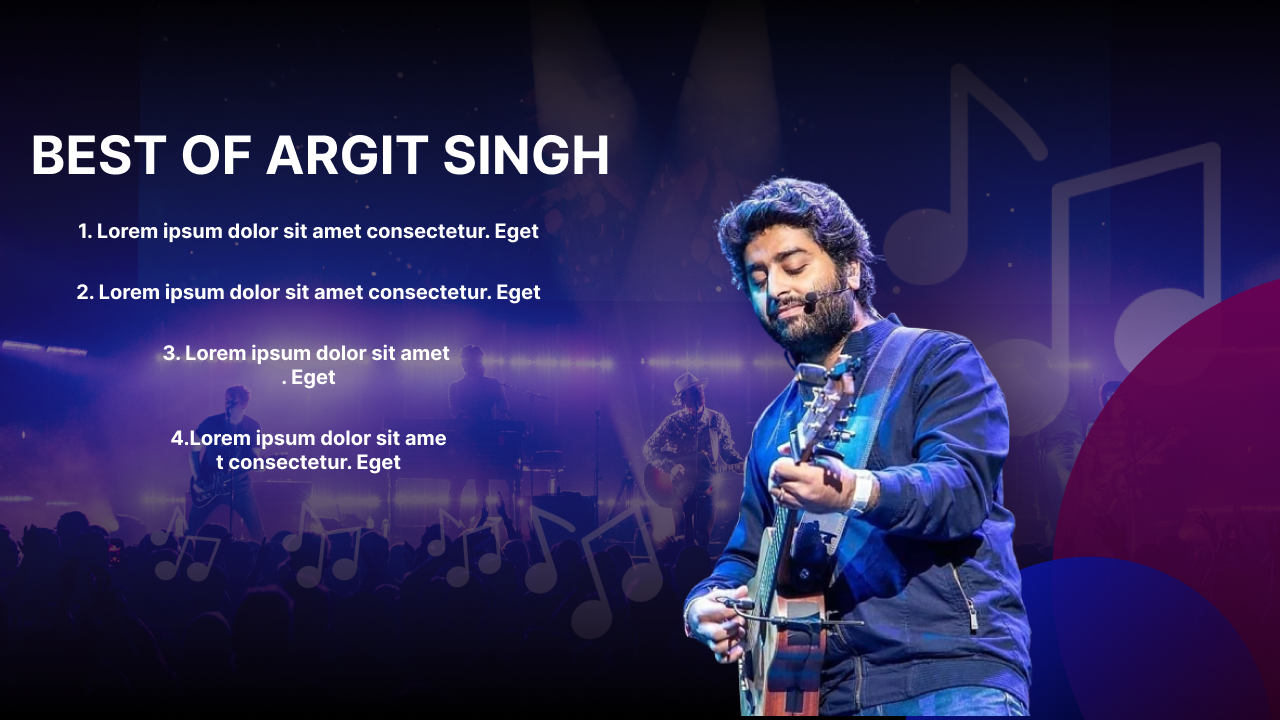 BEST OF ARGIT SINGH
1. Lorem ipsum dolor sit amet consectetur. Eget
2. Lorem ipsum dolor sit amet consectetur. Eget
3. Lorem ipsum dolor sit amet
. Eget
4.Lorem ipsum dolor sit ame
t consectetur. Eget